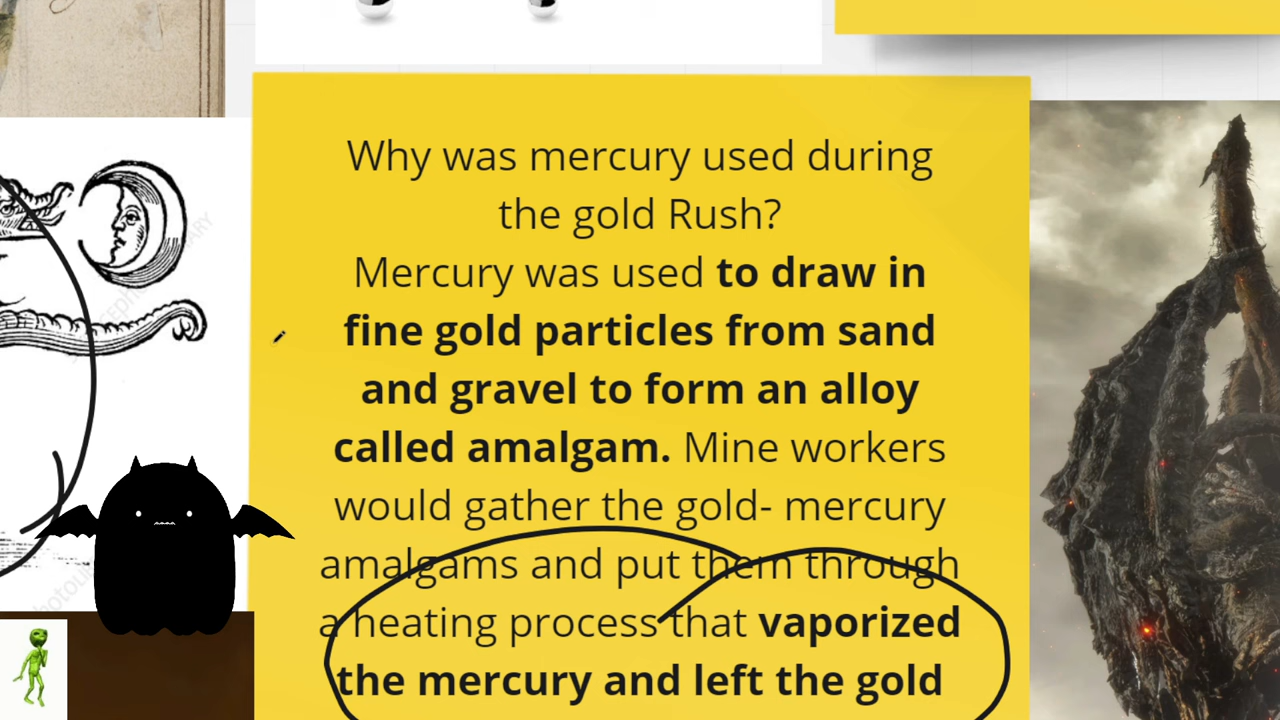 Why was mercury used during
the gold Rush?
Mercury was used to draw in
fine gold particles from sand
and gravel to form an alloy
called amalgam. Mine workers
would gather the gold- mercury
amalgams and put them through
a heating process that vaporized
the mercury and left the gold